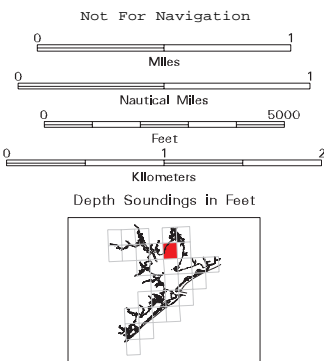 Not For Navigation
0 1
Miles
0 1
Nautical Miles
0 5000
Feet
0 1 2
Kilometers
Depth Soundings in Feet